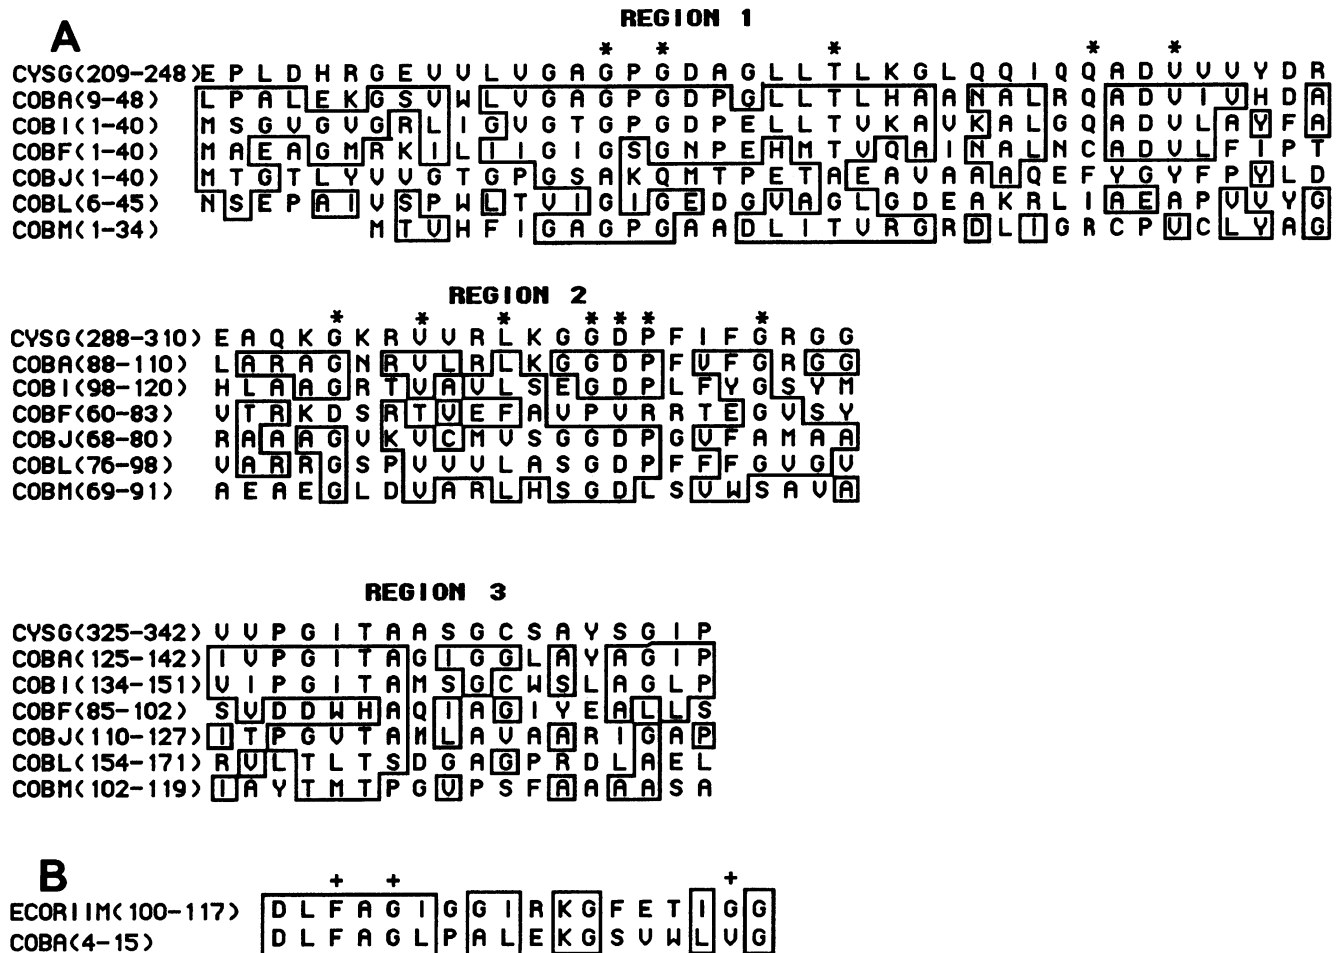 A
REGION 1
* * * * *
CYSG(209-248)E P L D H R G E V V L V G A G P G D A G L L T L K G L Q Q I Q Q A D V V V Y D R
COBA(9-48) L P A L E K G S V W L V G A G P G D P G L L T L H A A N A L R Q A D V I V H D A
COBI(1-40) M S G V G V G R L I G V G T G P G D P E L L T V K A V K A L G Q A D V L A Y F A
COBF(1-40) M A E A G M R K I L I I G I G S G N P E H M T V Q A I N A L N C A D V L F I P T
COBJ(1-40) M T G T L Y V V G T G P G S A K Q M T P E T A E A V A A A Q E F Y G Y F P Y L D
COBL(6-45) N S E P A I V S P W L T V I G I G E D G V A G L G D E A K R L I A E A P V V Y G
COBM(1-34) M T V H F I G A G P G A A D L I T V R G R D L I G R C P V C L Y A G
REGION 2
* * * * * * *
CYSG(288-310) E A Q K G K R V V R L K G G D P F I F G R G G
COBA(88-110) L A R A G N R V L R L K G G D P F V F G R G G
COBI(98-120) H L A A G R T V A V L S E G D P L F Y G S Y M
COBF(60-83) V T R K D S R T V E F A V P V R R T E G V S Y
COBJ(68-80) R A A A G V K V C M V S G G D P G V F A M A A
COBL(76-98) V A R R G S P V V V L A S G D P F F F G V G V
COBM(69-91) A E A E G L D V A R L H S G D L S V W S A V A
REGION 3
CYSG(325-342) V V P G I T A A S G C S A Y S G I P
COBA(125-142) I V P G I T A G I G G L A Y A G I P
COBI(134-151) V I P G I T A M S G C W S L A G L P
COBF(85-102) S V D D W H A Q I A G I Y E A L L S
COBJ(110-127) I T P G V T A M L A V A A R I G A P
COBL(154-171) R V L T L T S D G A G P R D L A E L
COBM(102-119) I A Y T M T P G V P S F A A A A S A
B
+ + +
ECORIIM(100-117) D L F A G I G G I R K G F E T I G G
COBA(4-15) D L F A G L P A L E K G S V W L V G